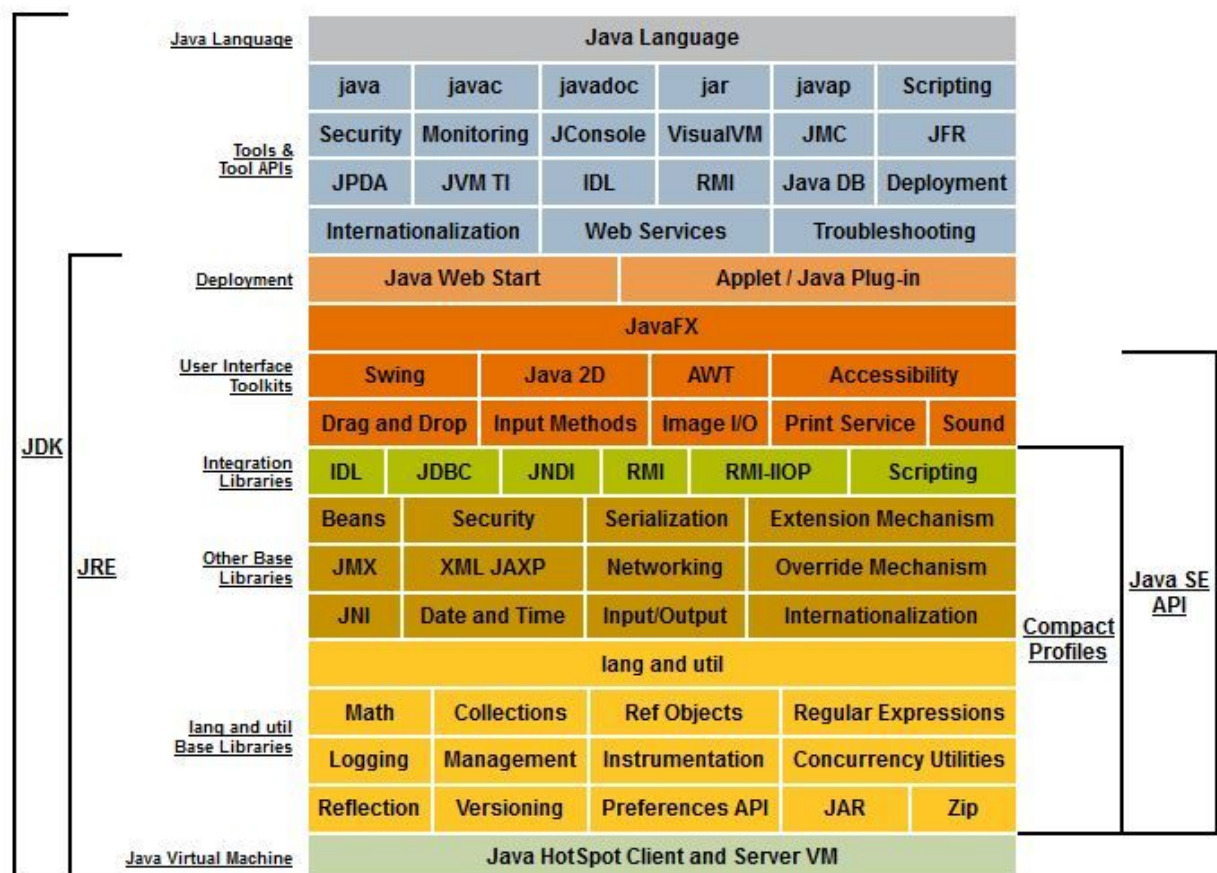 Java Language
Java Language
java javac javadoc jar javap Scripting
Security Monitoring JConsole VisualVM JMC JFR
Tools &
Tool APIs
JPDA JVM TI IDL RMI Java DB Deployment
Internationalization Web Services Troubleshooting
Deployment
Java Web Start Applet / Java Plug-in
JavaFX
User Interface
Toolkits
Swing Java 2D AWT Accessibility
Drag and Drop Input Methods Image I/O Print Service Sound
JDK
Integration
Libraries
IDL JDBC JNDI RMI RMI-IIOP Scripting
Beans Security Serialization Extension Mechanism
JRE
Other Base
Libraries
JMX XML JAXP Networking Override Mechanism
Java SE
API
JNI Date and Time Input/Output Internationalization
Compact
Profiles
lang and util
lang and util
Base Libraries
Math Collections Ref Objects Regular Expressions
Logging Management Instrumentation Concurrency Utilities
Reflection Versioning Preferences API JAR Zip
Java Virtual Machine
Java HotSpot Client and Server VM